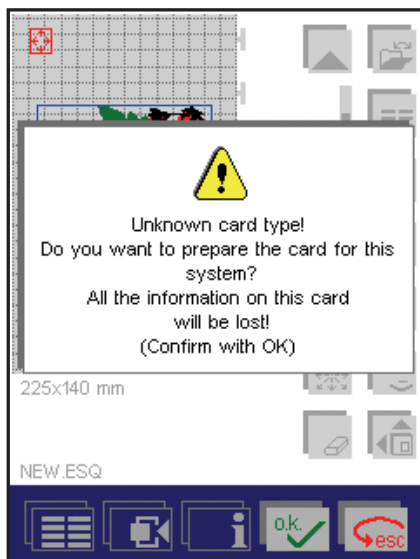 Unknown card type!
Do you want to prepare the card for this
system?
All the information on this card
will be lost!
(Confirm with OK)
225x140 mm
NEW.ESQ
i
o.k.
esc